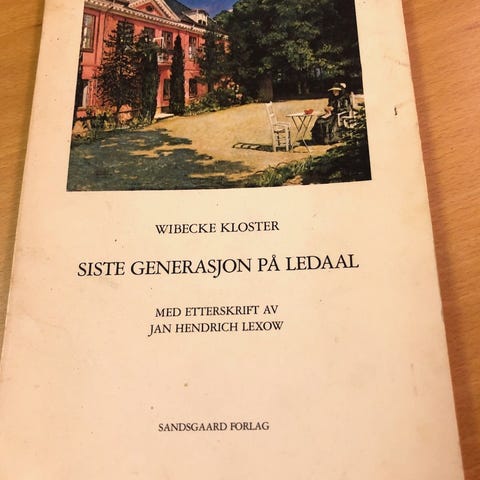 WIBECKE KLOSTER
SISTE GENERASJON PÅ LEDAAL
MED ETTERSKRIFT AV
JAN HENDRICH LEXOW
SANDSGAARD FORLAG